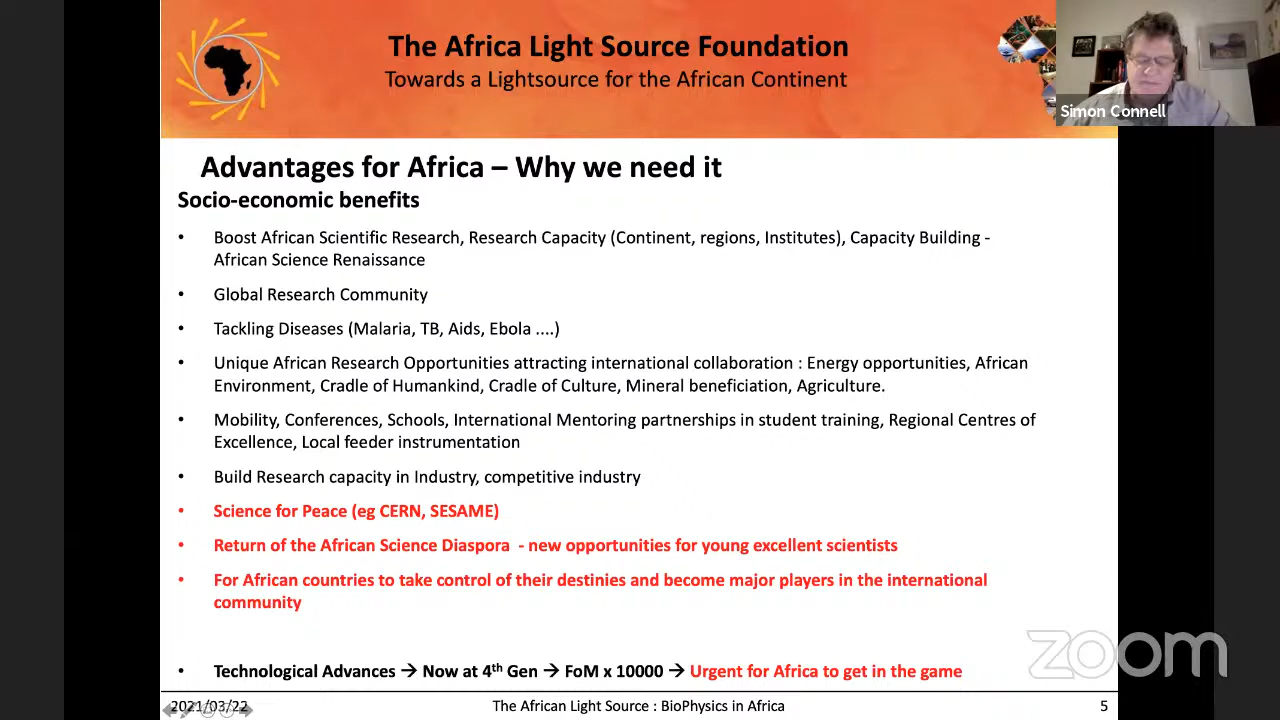 The Africa Light Source Foundation
Towards a Lightsource for the African Continent
Simon Connell
Advantages for Africa – Why we need it
Socio-economic benefits
• Boost African Scientific Research, Research Capacity (Continent, regions, Institutes), Capacity Building -
African Science Renaissance
• Global Research Community
• Tackling Diseases (Malaria, TB, Aids, Ebola ....)
• Unique African Research Opportunities attracting international collaboration : Energy opportunities, African
Environment, Cradle of Humankind, Cradle of Culture, Mineral beneficiation, Agriculture.
• Mobility, Conferences, Schools, International Mentoring partnerships in student training, Regional Centres of
Excellence, Local feeder instrumentation
• Build Research capacity in Industry, competitive industry
• Science for Peace (eg CERN, SESAME)
• Return of the African Science Diaspora - new opportunities for young excellent scientists
• For African countries to take control of their destinies and become major players in the international
community
• Technological Advances → Now at 4th Gen → FoM x 10000 → Urgent for Africa to get in the game
zoom
2021/03/22
The African Light Source : BioPhysics in Africa
5